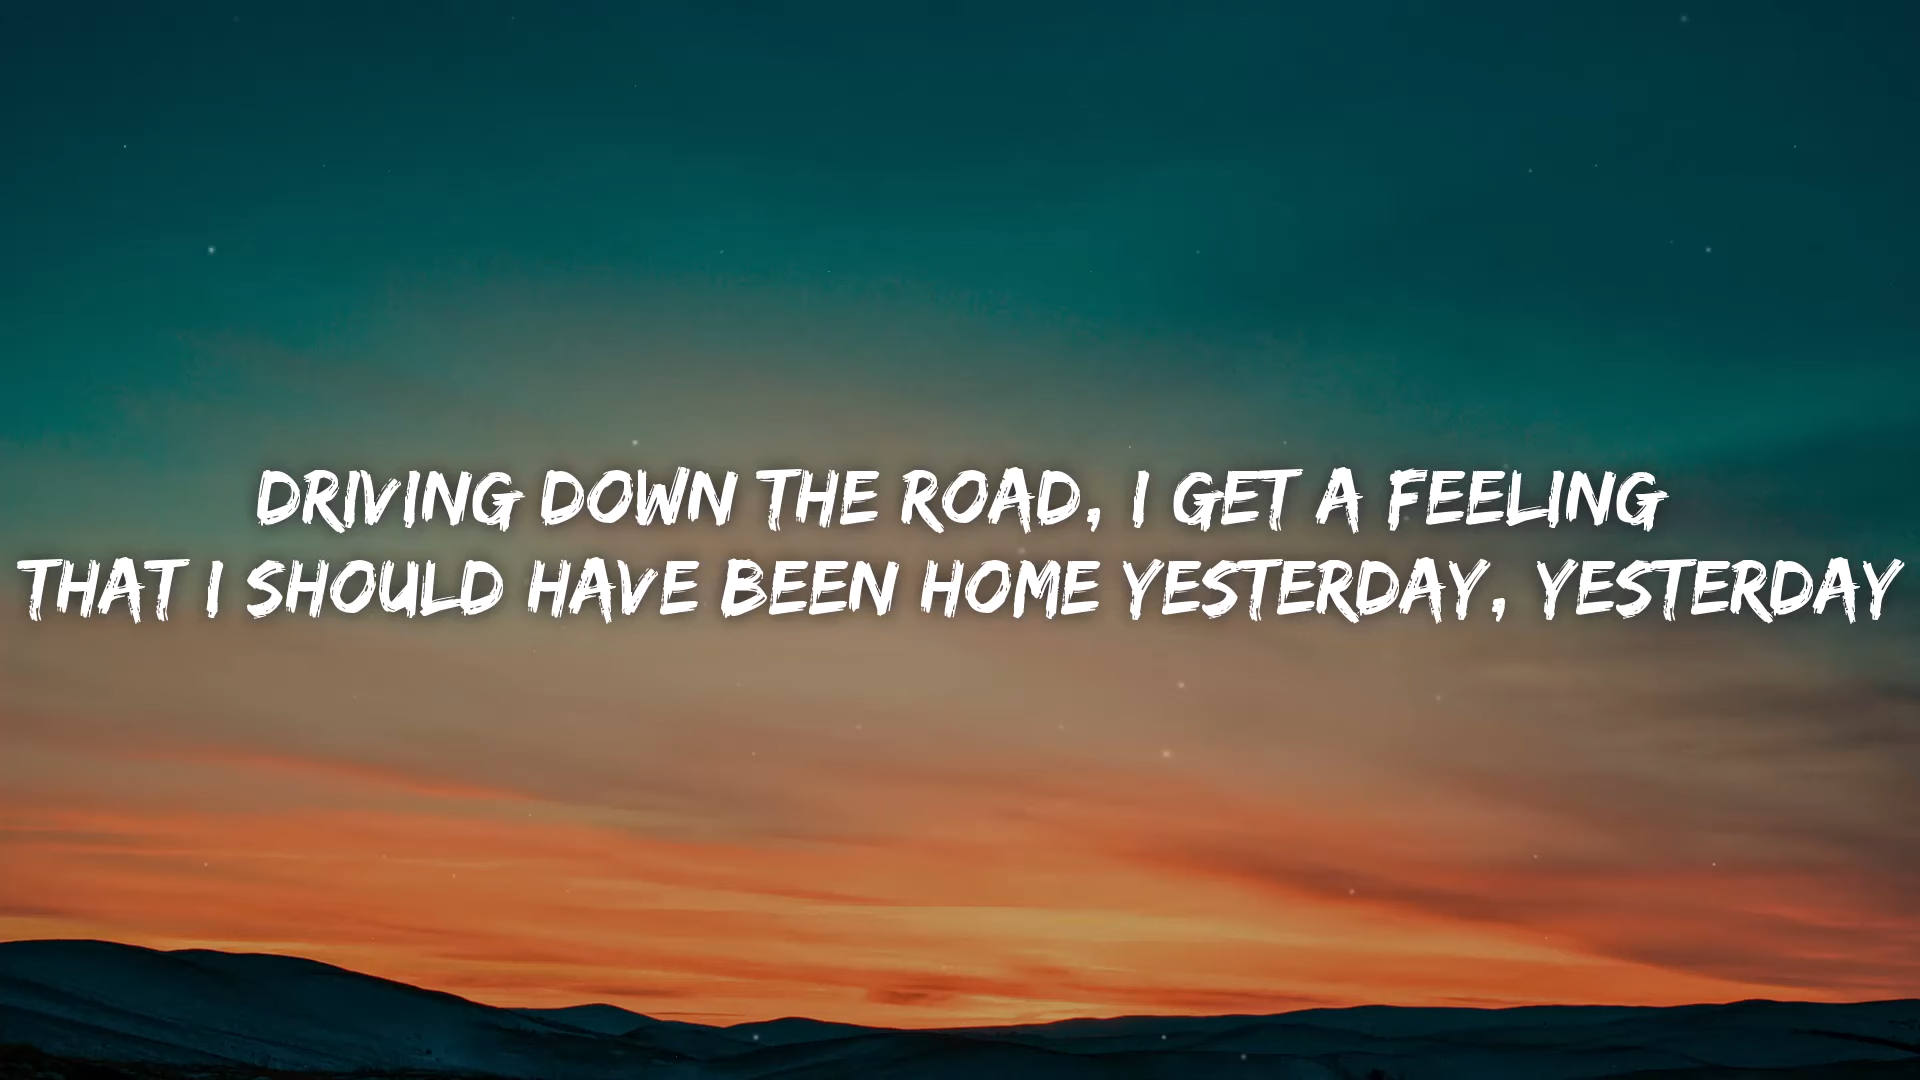 DRIVING DOWN THE ROAD, I GET A FEELING
THAT I SHOULD HAVE BEEN HOME YESTERDAY, YESTERDAY